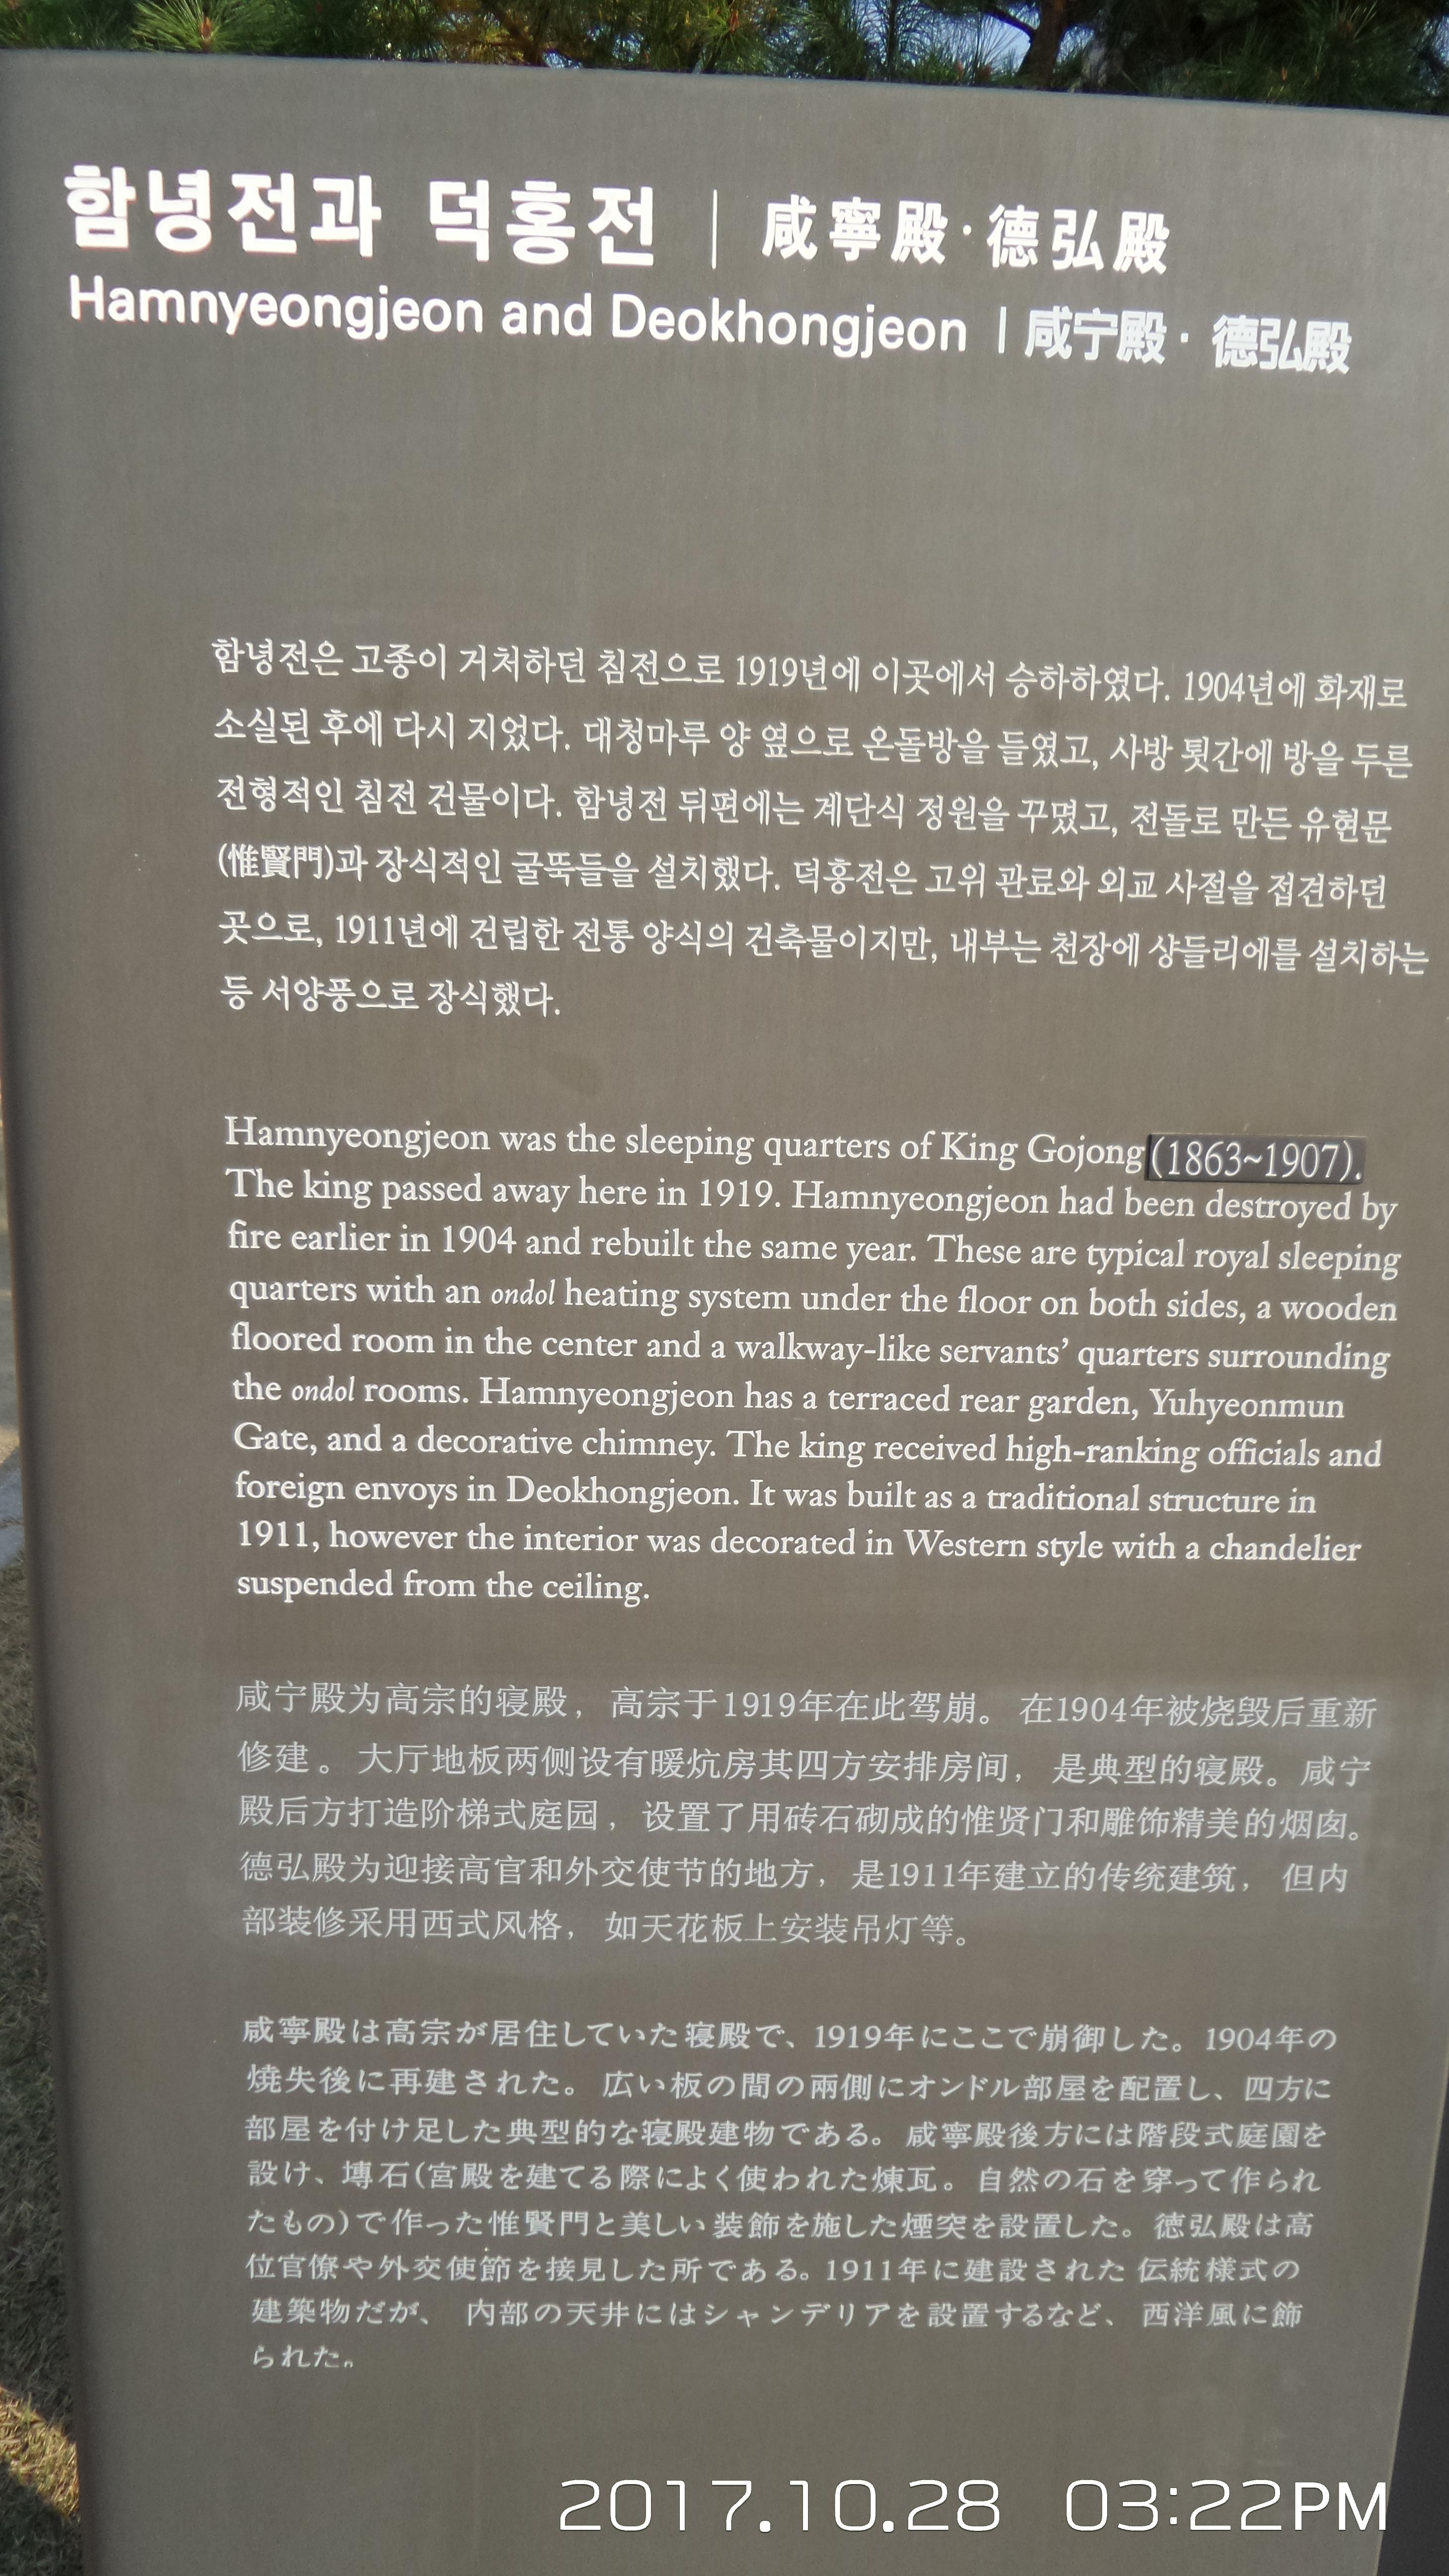 함녕전과 덕홍전 | 咸寧殿·德弘殿
Hamnyeongjeon and Deokhongjeon | 咸宁殿· 德弘殿
함녕전은 고종이 거처하던 침전으로 1919년에 이곳에서 승하하였다. 1904년에 화재로
소실된 후에 다시 지었다. 대청마루 양 옆으로 온돌방을 들였고, 사방 툇간에 방을 두른
전형적인 침전 건물이다. 함녕전 뒤편에는 계단식 정원을 꾸몄고, 전돌로 만든 유현문
(惟賢門)과 장식적인 굴뚝들을 설치했다. 덕홍전은 고위 관료와 외교 사절을 접견하던
곳으로, 1911년에 건립한 전통 양식의 건축물이지만, 내부는 천장에 샹들리에를 설치하는
등 서양풍으로 장식했다.
Hamnyeongjeon was the sleeping quarters of King Gojong (1863~1907).
The king passed away here in 1919. Hamnyeongjeon had been destroyed by
fire earlier in 1904 and rebuilt the same year. These are typical royal sleeping
quarters with an ondol heating system under the floor on both sides, a wooden
floored room in the center and a walkway-like servants’ quarters surrounding
the ondol rooms. Hamnyeongjeon has a terraced rear garden, Yuhyeonmun
Gate, and a decorative chimney. The king received high-ranking officials and
foreign envoys in Deokhongjeon. It was built as a traditional structure in
1911, however the interior was decorated in Western style with a chandelier
suspended from the ceiling.
咸宁殿为高宗的寝殿，高宗于1919年在此驾崩。在1904年被烧毁后重新
修建。大厅地板两侧设有暖炕房其四方安排房间，是典型的寝殿。咸宁
殿后方打造阶梯式庭园，设置了用砖石砌成的惟贤门和雕饰精美的烟囱。
德弘殿为迎接高官和外交使节的地方，是1911年建立的传统建筑，但内
部装修采用西式风格，如天花板上安装吊灯等。
咸寧殿は高宗が居住していた寝殿で、1919年にここで崩御した。1904年の
焼失後に再建された。広い板の間の兩側にオンドル部屋を配置し、四方に
部屋を付け足した典型的な寝殿建物である。咸寧殿後方には階段式庭園を
設け、塼石(宮殿を建てる際によく使われた煉瓦。自然の石を穿って作られ
たもの)で作った惟賢門と美しい装飾を施した煙突を設置した。徳弘殿は高
位官僚や外交使節を接見した所である。1911年に建設された 伝統様式の
建築物だが、 内部の天井にはシャンデリアを設置するなど、 西洋風に飾
られた。
2017.10.28 03:22PM